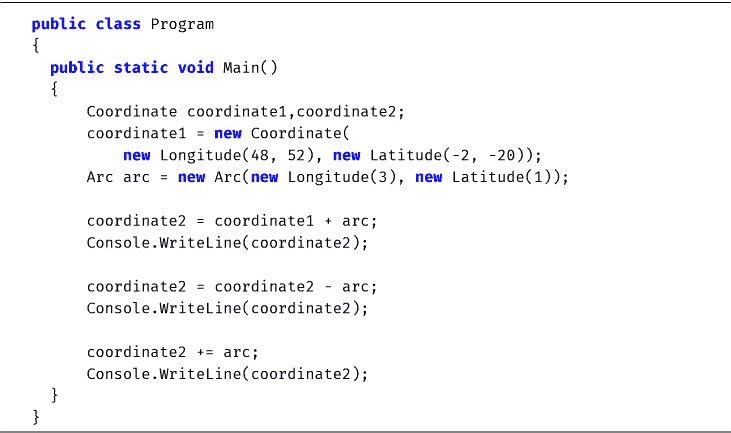 public class Program
{
  public static void Main()
  {
      Coordinate coordinate1,coordinate2;
      coordinate1 = new Coordinate(
          new Longitude(48, 52), new Latitude(-2, -20));
      Arc arc = new Arc(new Longitude(3), new Latitude(1));

      coordinate2 = coordinate1 + arc;
      Console.WriteLine(coordinate2);

      coordinate2 = coordinate2 - arc;
      Console.WriteLine(coordinate2);

      coordinate2 += arc;
      Console.WriteLine(coordinate2);
  }
}